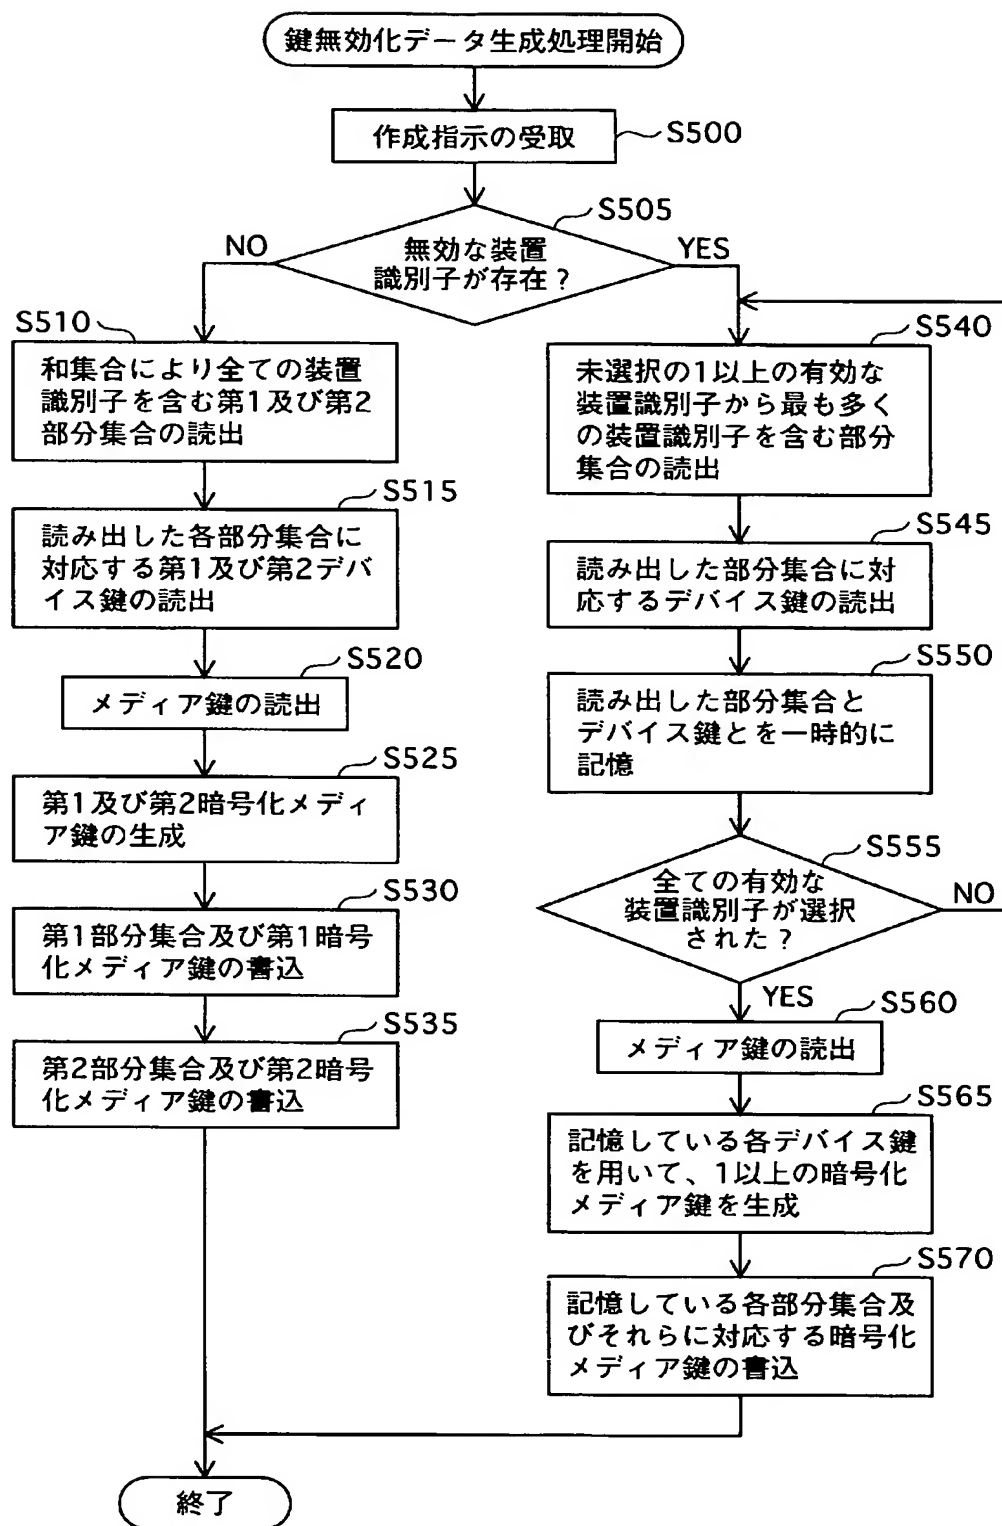 鍵無効化データ生成処理開始
作成指示の受取
S500
S505
無効な装置
識別子が存在?
NO
YES
S510
和集合により全ての装置
識別子を含む第1及び第2
部分集合の読出
S515
読み出した各部分集合に
対応する第1及び第2デバ
イス鍵の読出
S520
メディア鍵の読出
S525
第1及び第2暗号化メディ
ア鍵の生成
S530
第1部分集合及び第1暗号
化メディア鍵の書込
S535
第2部分集合及び第2暗号
化メディア鍵の書込
S540
未選択の1以上の有効な
装置識別子から最も多く
の装置識別子を含む部分
集合の読出
S545
読み出した部分集合に対
応するデバイス鍵の読出
S550
読み出した部分集合と
デバイス鍵とを一時的に
記憶
S555
全ての有効な
装置識別子が選択
された?
NO
YES
S560
メディア鍵の読出
S565
記憶している各デバイス鍵
を用いて、1以上の暗号化
メディア鍵を生成
S570
記憶している各部分集合及
びそれらに対応する暗号化
メディア鍵の書込
終了